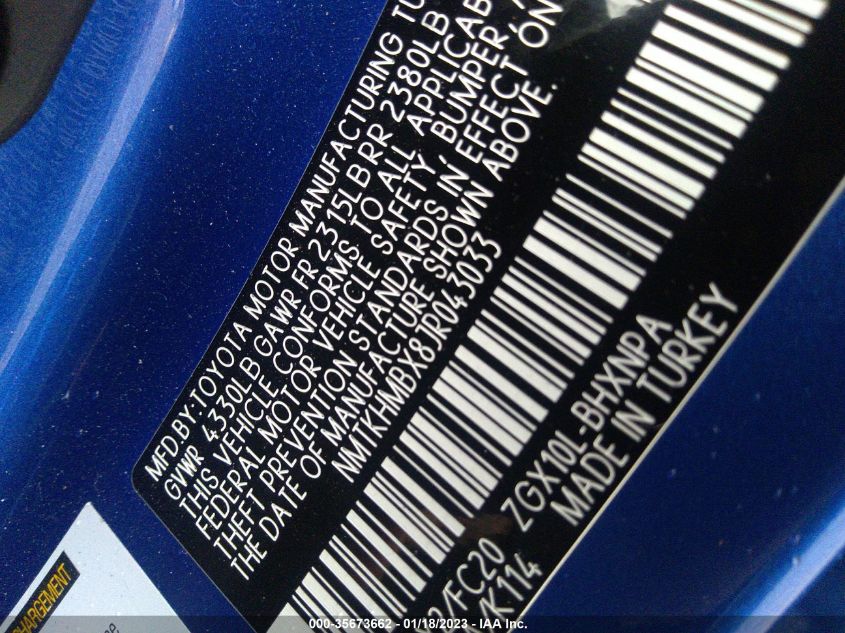 MFD BY: TOYOTA MOTOR MANUFACTURING
GVWR 4330LB GAWR FR 2315LB RR 2380LB
THIS VEHICLE CONFORMS TO ALL
FEDERAL MOTOR VEHICLE SAFETY, BUMPER,
THEFT PREVENTION STANDARDS IN EFFECT ON
THE DATE OF MANUFACTURE SHOWN ABOVE.
NMTKHMBX8JR043033
/FC20 ZGX10L-BHXNPA
K114 MADE IN TURKEY
000-35673662 - 01/18/2023 - IAA Inc.